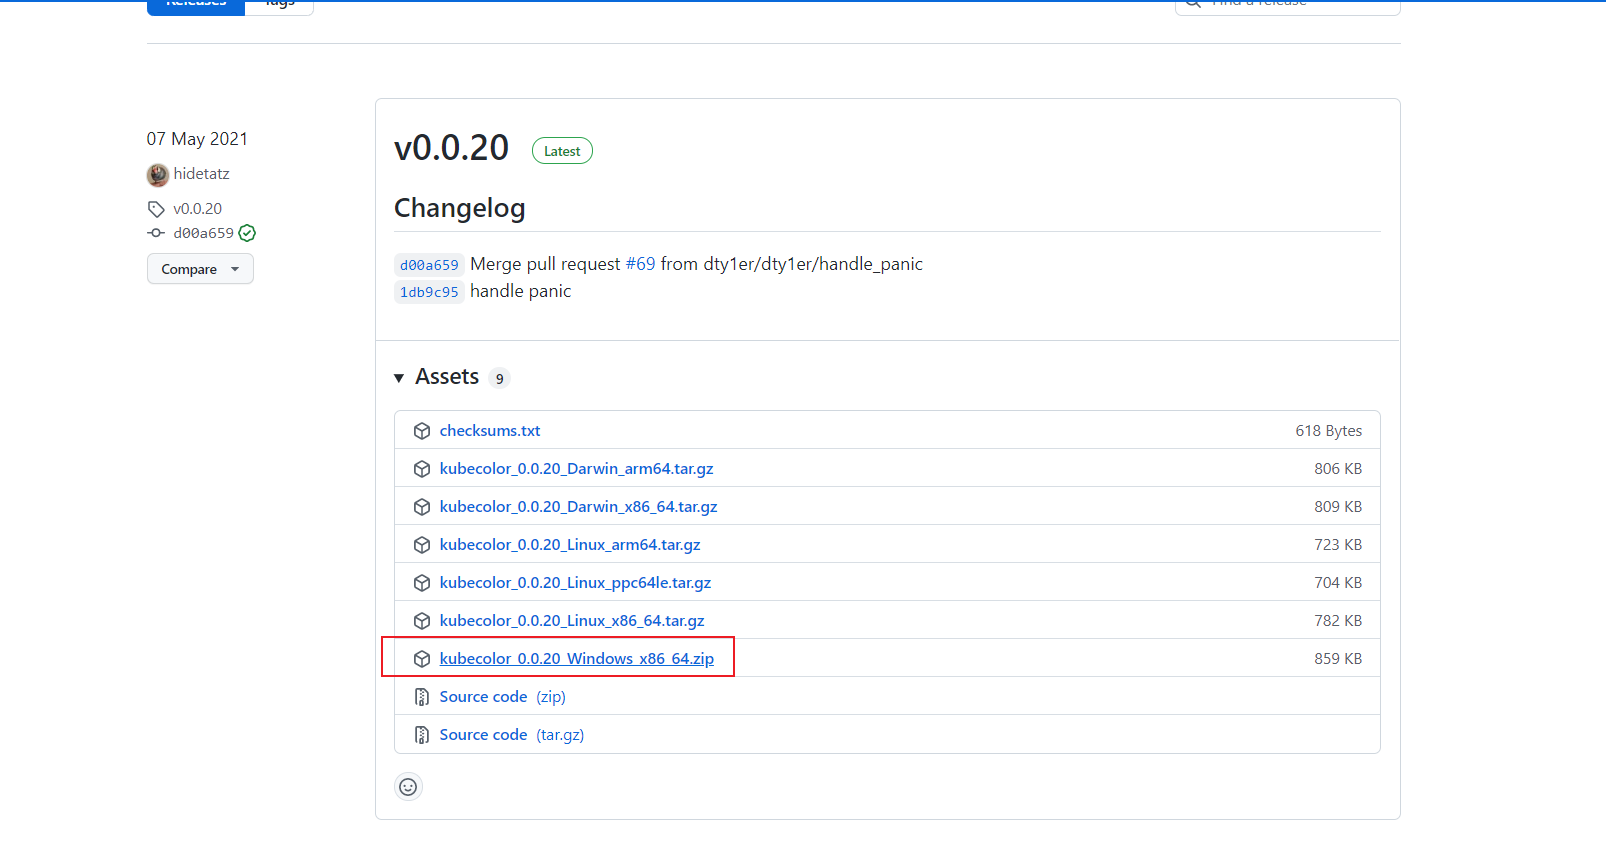 Releases
Tags
Find a release
07 May 2021
hidetatz
v0.0.20
d00a659
Compare
v0.0.20 Latest
Changelog
d00a659 Merge pull request #69 from dty1er/dty1er/handle_panic
1db9c95 handle panic
Assets 9
checksums.txt 618 Bytes
kubecolor_0.0.20_Darwin_arm64.tar.gz 806 KB
kubecolor_0.0.20_Darwin_x86_64.tar.gz 809 KB
kubecolor_0.0.20_Linux_arm64.tar.gz 723 KB
kubecolor_0.0.20_Linux_ppc64le.tar.gz 704 KB
kubecolor_0.0.20_Linux_x86_64.tar.gz 782 KB
kubecolor_0.0.20_Windows_x86_64.zip 859 KB
Source code (zip)
Source code (tar.gz)